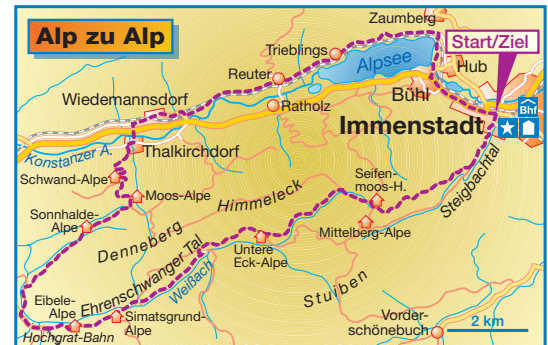 Alp zu Alp
Zaumberg
Start/Ziel
Trieblings
Alpsee
Hub
Reuter
Bühl
Wiedemannsdorf
Ratholz
Immenstadt
Bhf
Konstanzer A.
Thalkirchdorf
Schwand-Alpe
Moos-Alpe
Himmeleck
Seifen-
moos-H.
Steigbachtal
Sonnhalde-
Alpe
Denneberg
Mittelberg-Alpe
Ehrenschwanger Tal
Weißach
Untere
Eck-Alpe
Stuiben
Eibele-
Alpe
Simatsgrund-
Alpe
Hochgrat-Bahn
Vorder-
schönebuch
2 km